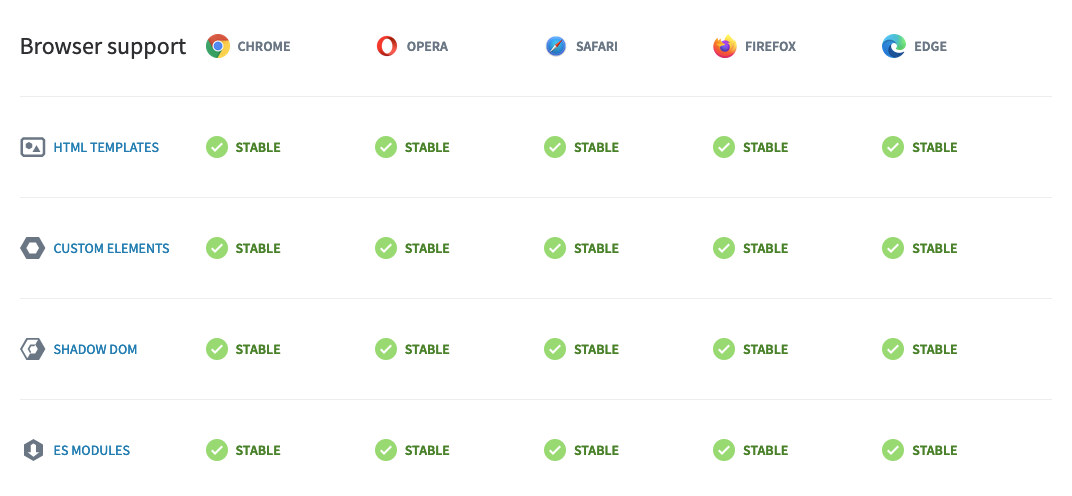 Browser support CHROME OPERA SAFARI FIREFOX EDGE
HTML TEMPLATES STABLE STABLE STABLE STABLE STABLE
CUSTOM ELEMENTS STABLE STABLE STABLE STABLE STABLE
SHADOW DOM STABLE STABLE STABLE STABLE STABLE
ES MODULES STABLE STABLE STABLE STABLE STABLE